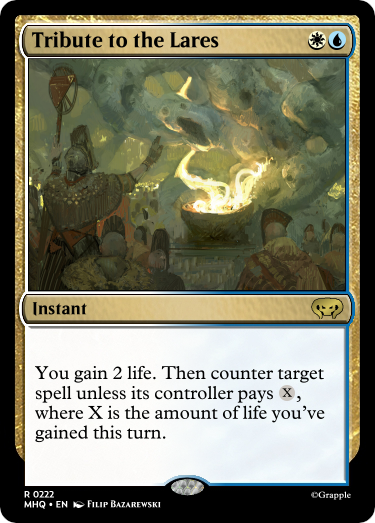 Tribute to the Lares
Instant
You gain 2 life. Then counter target
spell unless its controller pays X,
where X is the amount of life you've
gained this turn.
R 0222
MHQ • EN Filip Bazarewski
©Grapple